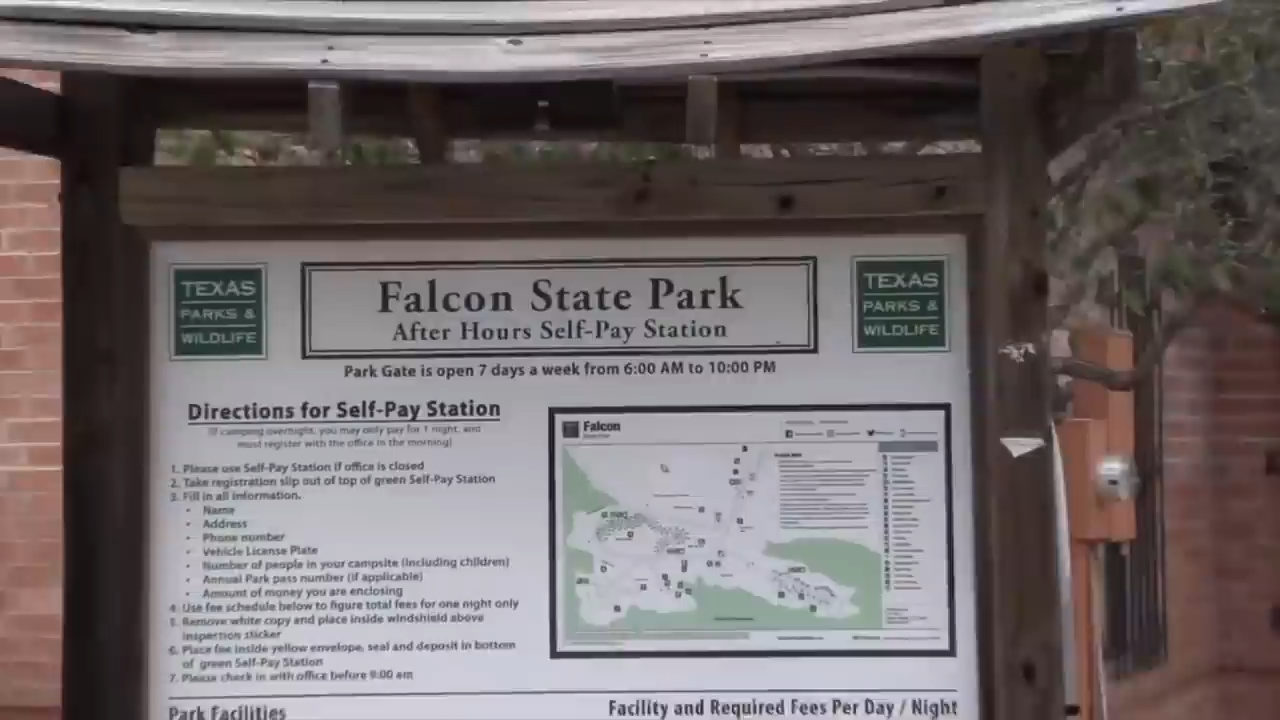 TEXAS
PARKS &
WILDLIFE
Falcon State Park
After Hours Self-Pay Station
TEXAS
PARKS &
WILDLIFE
Park Gate is open 7 days a week from 6:00 AM to 10:00 PM
Directions for Self-Pay Station
(If camping overnight, you may only pay for 1 night, and
must register with the office in the morning)
1. Please use Self-Pay Station if office is closed
2. Take registration slip out of top of green Self-Pay Station
3. Fill in all information.
• Name
• Address
• Phone number
• Vehicle License Plate
• Number of people in your campsite (including children)
• Annual Park pass number (if applicable)
• Amount of money you are enclosing
4. Use fee schedule below to figure total fees for one night only
5. Remove white copy and place inside windshield above
inspection sticker
6. Place fee inside yellow envelope, seal and deposit in bottom
of green Self-Pay Station
7. Please check in with office before 9:00 am
Falcon
Park Facilities
Facility and Required Fees Per Day / Night